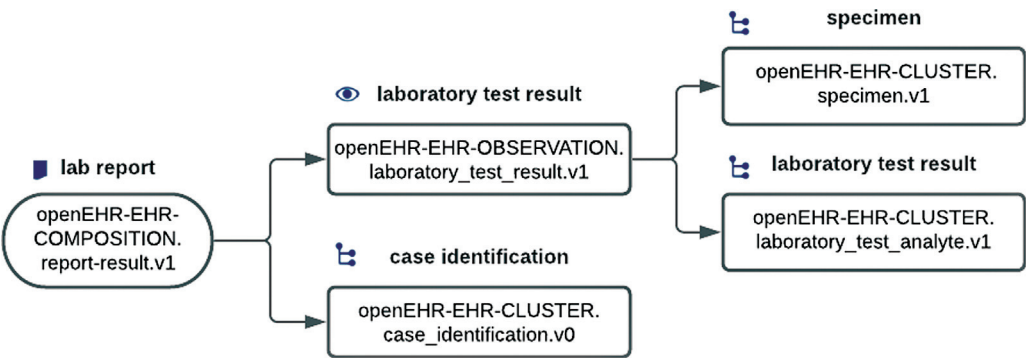 lab report
openEHR-EHR-
COMPOSITION.
report-result.v1
laboratory test result
openEHR-EHR-OBSERVATION.
laboratory_test_result.v1
case identification
openEHR-EHR-CLUSTER.
case_identification.v0
specimen
openEHR-EHR-CLUSTER.
specimen.v1
laboratory test result
openEHR-EHR-CLUSTER.
laboratory_test_analyte.v1